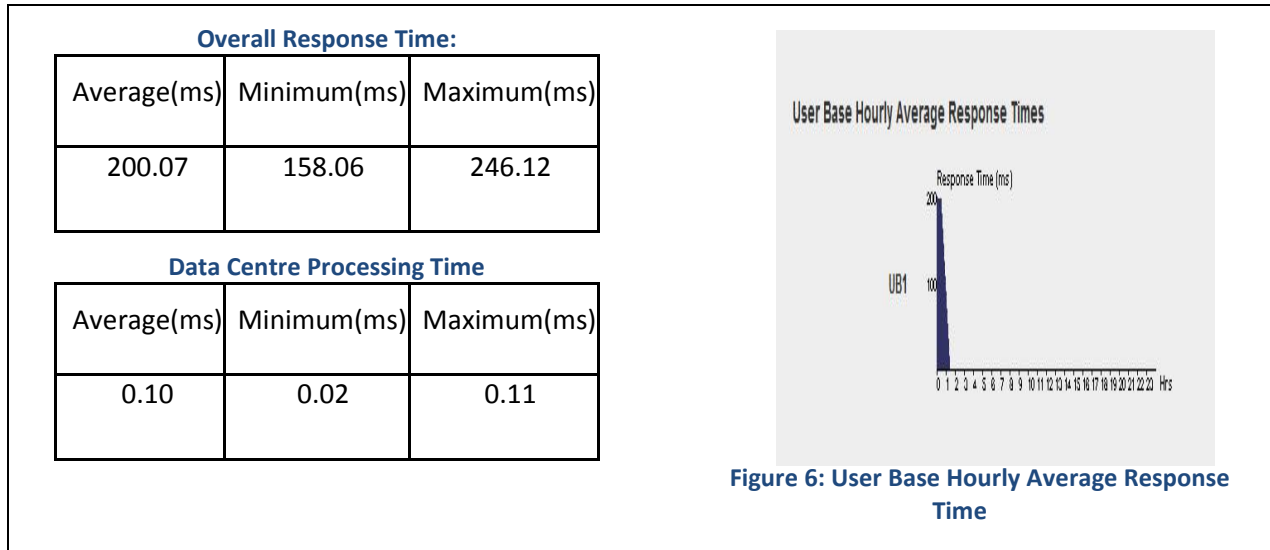 Overall Response Time:
Average(ms) Minimum(ms) Maximum(ms)
200.07 158.06 246.12
Data Centre Processing Time
Average(ms) Minimum(ms) Maximum(ms)
0.10 0.02 0.11
User Base Hourly Average Response Times
Response Time (ms)
200
UB1 100
0 1 2 3 4 5 6 7 8 9 10 11 12 13 14 15 16 17 18 19 20 21 22 23 Hrs
Figure 6: User Base Hourly Average Response
Time